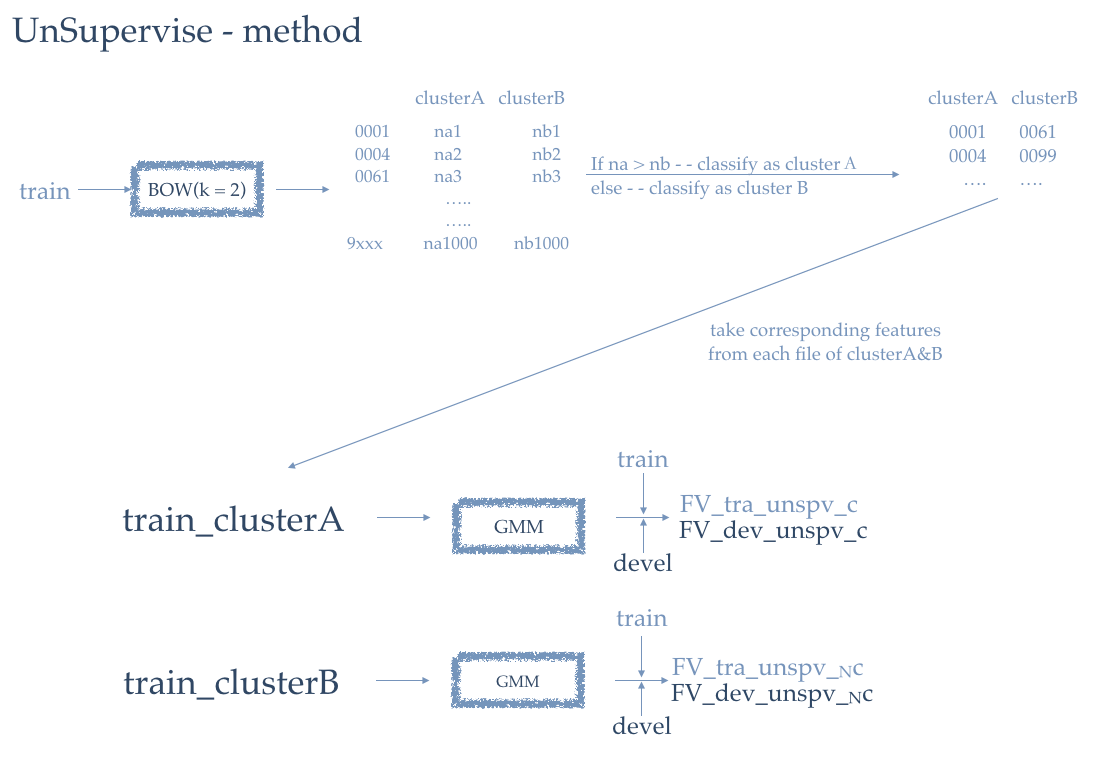 UnSupervise - method
clusterA clusterB
0001 na1 nb1
0004 na2 nb2
0061 na3 nb3
…..
…..
9xxx na1000 nb1000
train
BOW(k = 2)
If na > nb - - classify as cluster A
else - - classify as cluster B
clusterA clusterB
0001 0061
0004 0099
…. ….
take corresponding features
from each file of clusterA&B
train_clusterA
GMM
train
FV_tra_unspv_c
FV_dev_unspv_c
devel
train_clusterB
GMM
train
FV_tra_unspv_Nc
FV_dev_unspv_Nc
devel